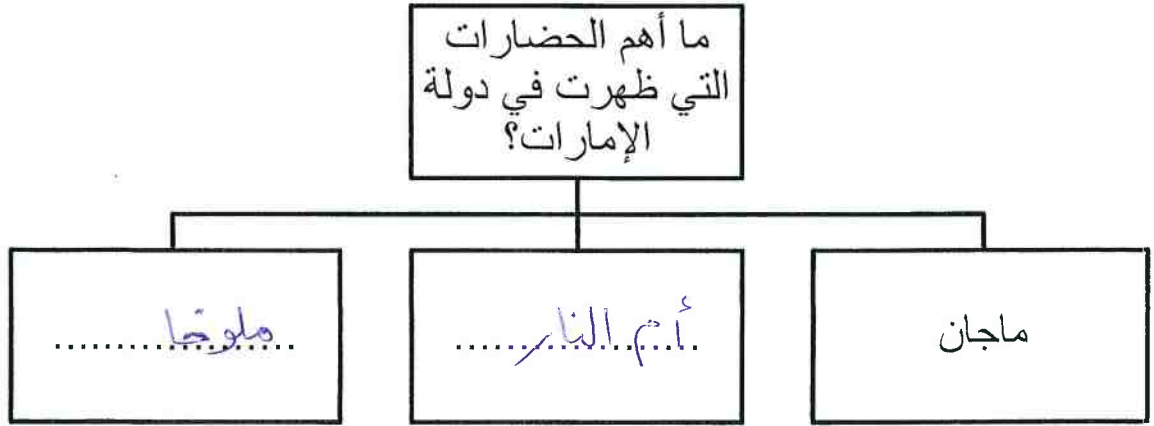 ما أهم الحضارات
التي ظهرت في دولة
الإمارات؟
ماجان
أم النار
ملوخا